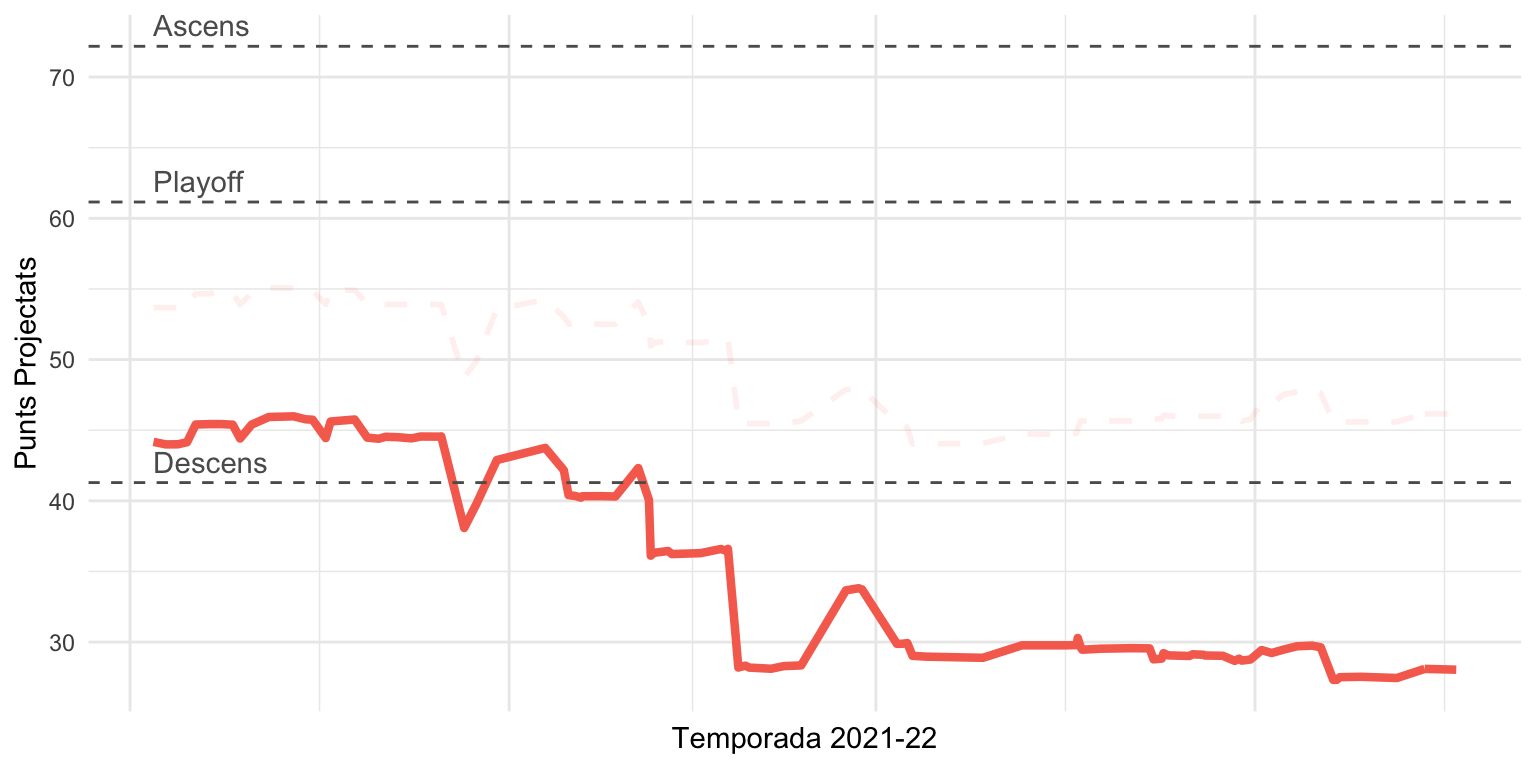 Ascens
70
Playoff
60
50
Descens
40
30
Punts Projectats
Temporada 2021-22